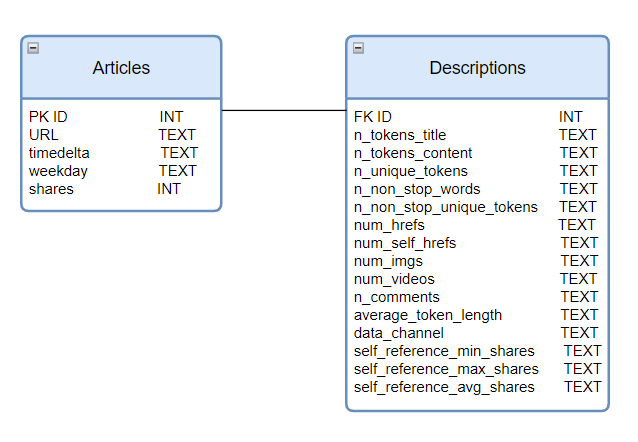 Articles
PK ID INT
URL TEXT
timedelta TEXT
weekday TEXT
shares INT
Descriptions
FK ID INT
n_tokens_title TEXT
n_tokens_content TEXT
n_unique_tokens TEXT
n_non_stop_words TEXT
n_non_stop_unique_tokens TEXT
num_hrefs TEXT
num_self_hrefs TEXT
num_imgs TEXT
num_videos TEXT
n_comments TEXT
average_token_length TEXT
data_channel TEXT
self_reference_min_shares TEXT
self_reference_max_shares TEXT
self_reference_avg_shares TEXT